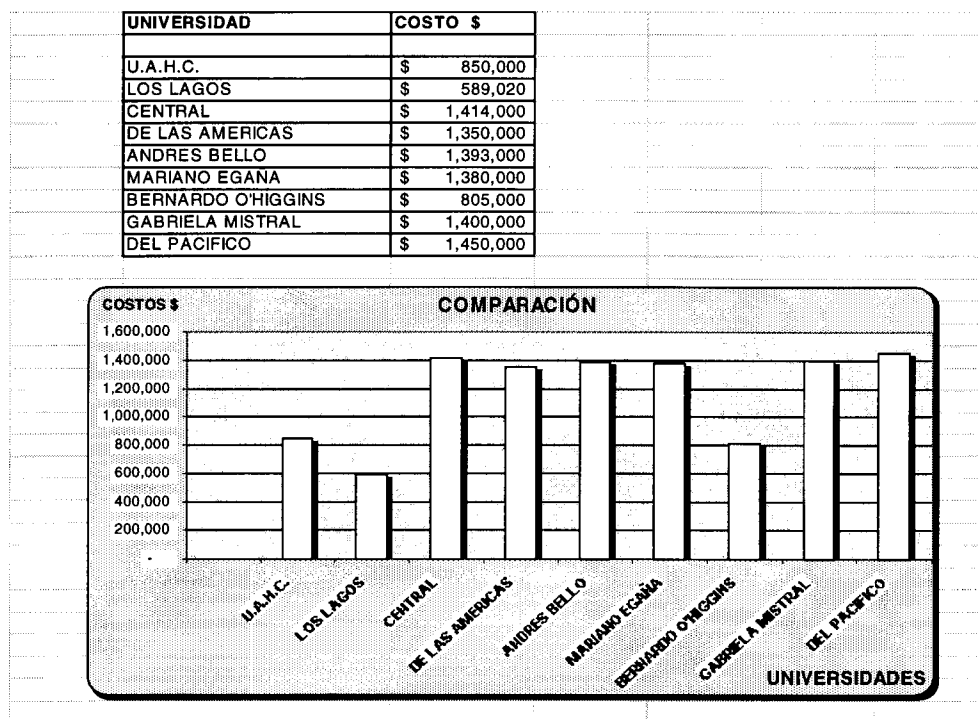 UNIVERSIDAD COSTO $
U.A.H.C. $ 850,000
LOS LAGOS $ 589,020
CENTRAL $ 1,414,000
DE LAS AMERICAS $ 1,350,000
ANDRES BELLO $ 1,393,000
MARIANO EGAÑA $ 1,380,000
BERNARDO O'HIGGINS $ 805,000
GABRIELA MISTRAL $ 1,400,000
DEL PACIFICO $ 1,450,000
COSTOS $
COMPARACIÓN
1,600,000
1,400,000
1,200,000
1,000,000
800,000
600,000
400,000
200,000
-
U.A.H.C.
LOS LAGOS
CENTRAL
DE LAS AMERICAS
ANDRES BELLO
MARIANO EGAÑA
BERNARDO O'HIGGINS
GABRIELA MISTRAL
DEL PACIFICO
UNIVERSIDADES